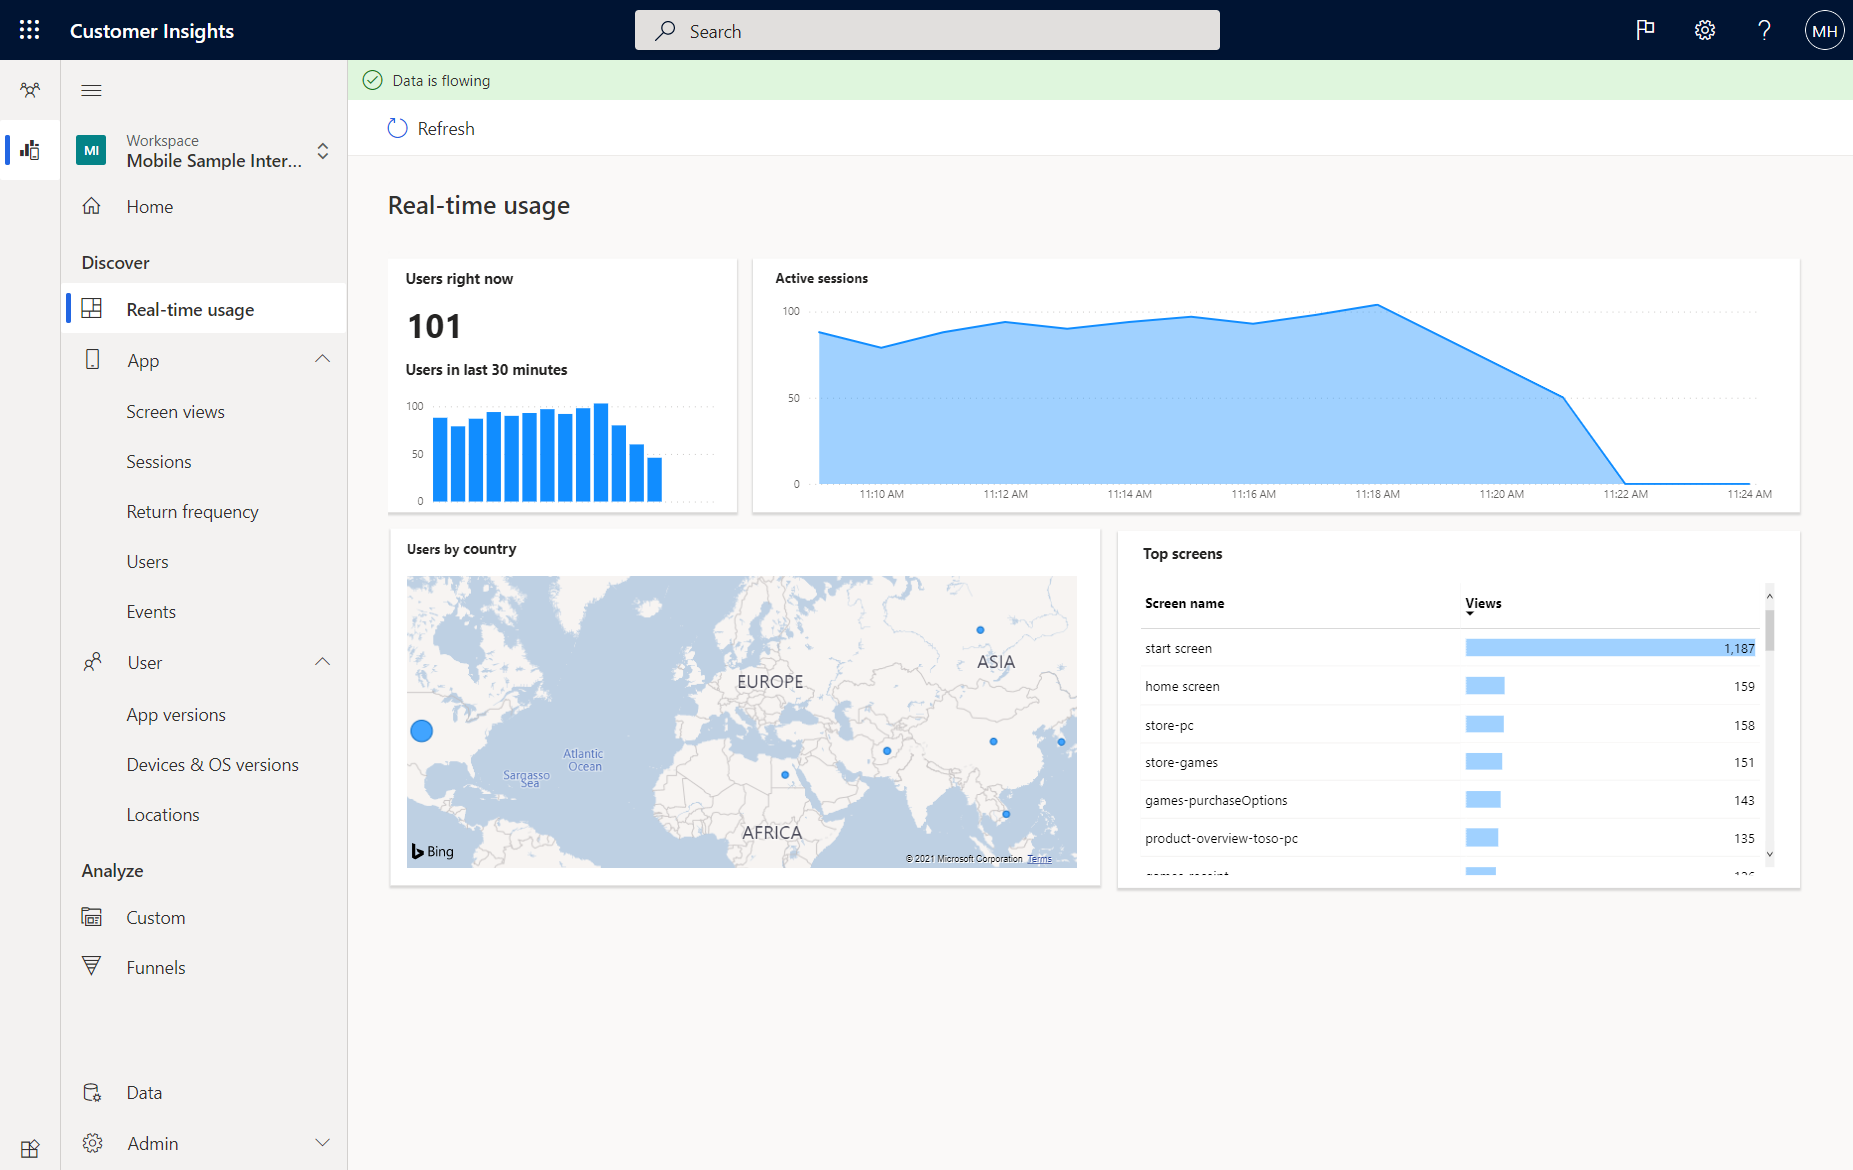 Customer Insights
Search
MH
Data is flowing
Refresh
MI
Workspace
Mobile Sample Inter...
Home
Discover
Real-time usage
App
Screen views
Sessions
Return frequency
Users
Events
User
App versions
Devices & OS versions
Locations
Analyze
Custom
Funnels
Data
Admin
Real-time usage
Users right now
101
Users in last 30 minutes
100
50
0
Active sessions
100
50
0
11:10 AM
11:12 AM
11:14 AM
11:16 AM
11:18 AM
11:20 AM
11:22 AM
11:24 AM
Users by country
ASIA
EUROPE
Atlantic
Ocean
Sargasso
Sea
AFRICA
Bing
© 2021 Microsoft Corporation Terms
Top screens
Screen name Views
start screen 1,187
home screen 159
store-pc 158
store-games 151
games-purchaseOptions 143
product-overview-toso-pc 135